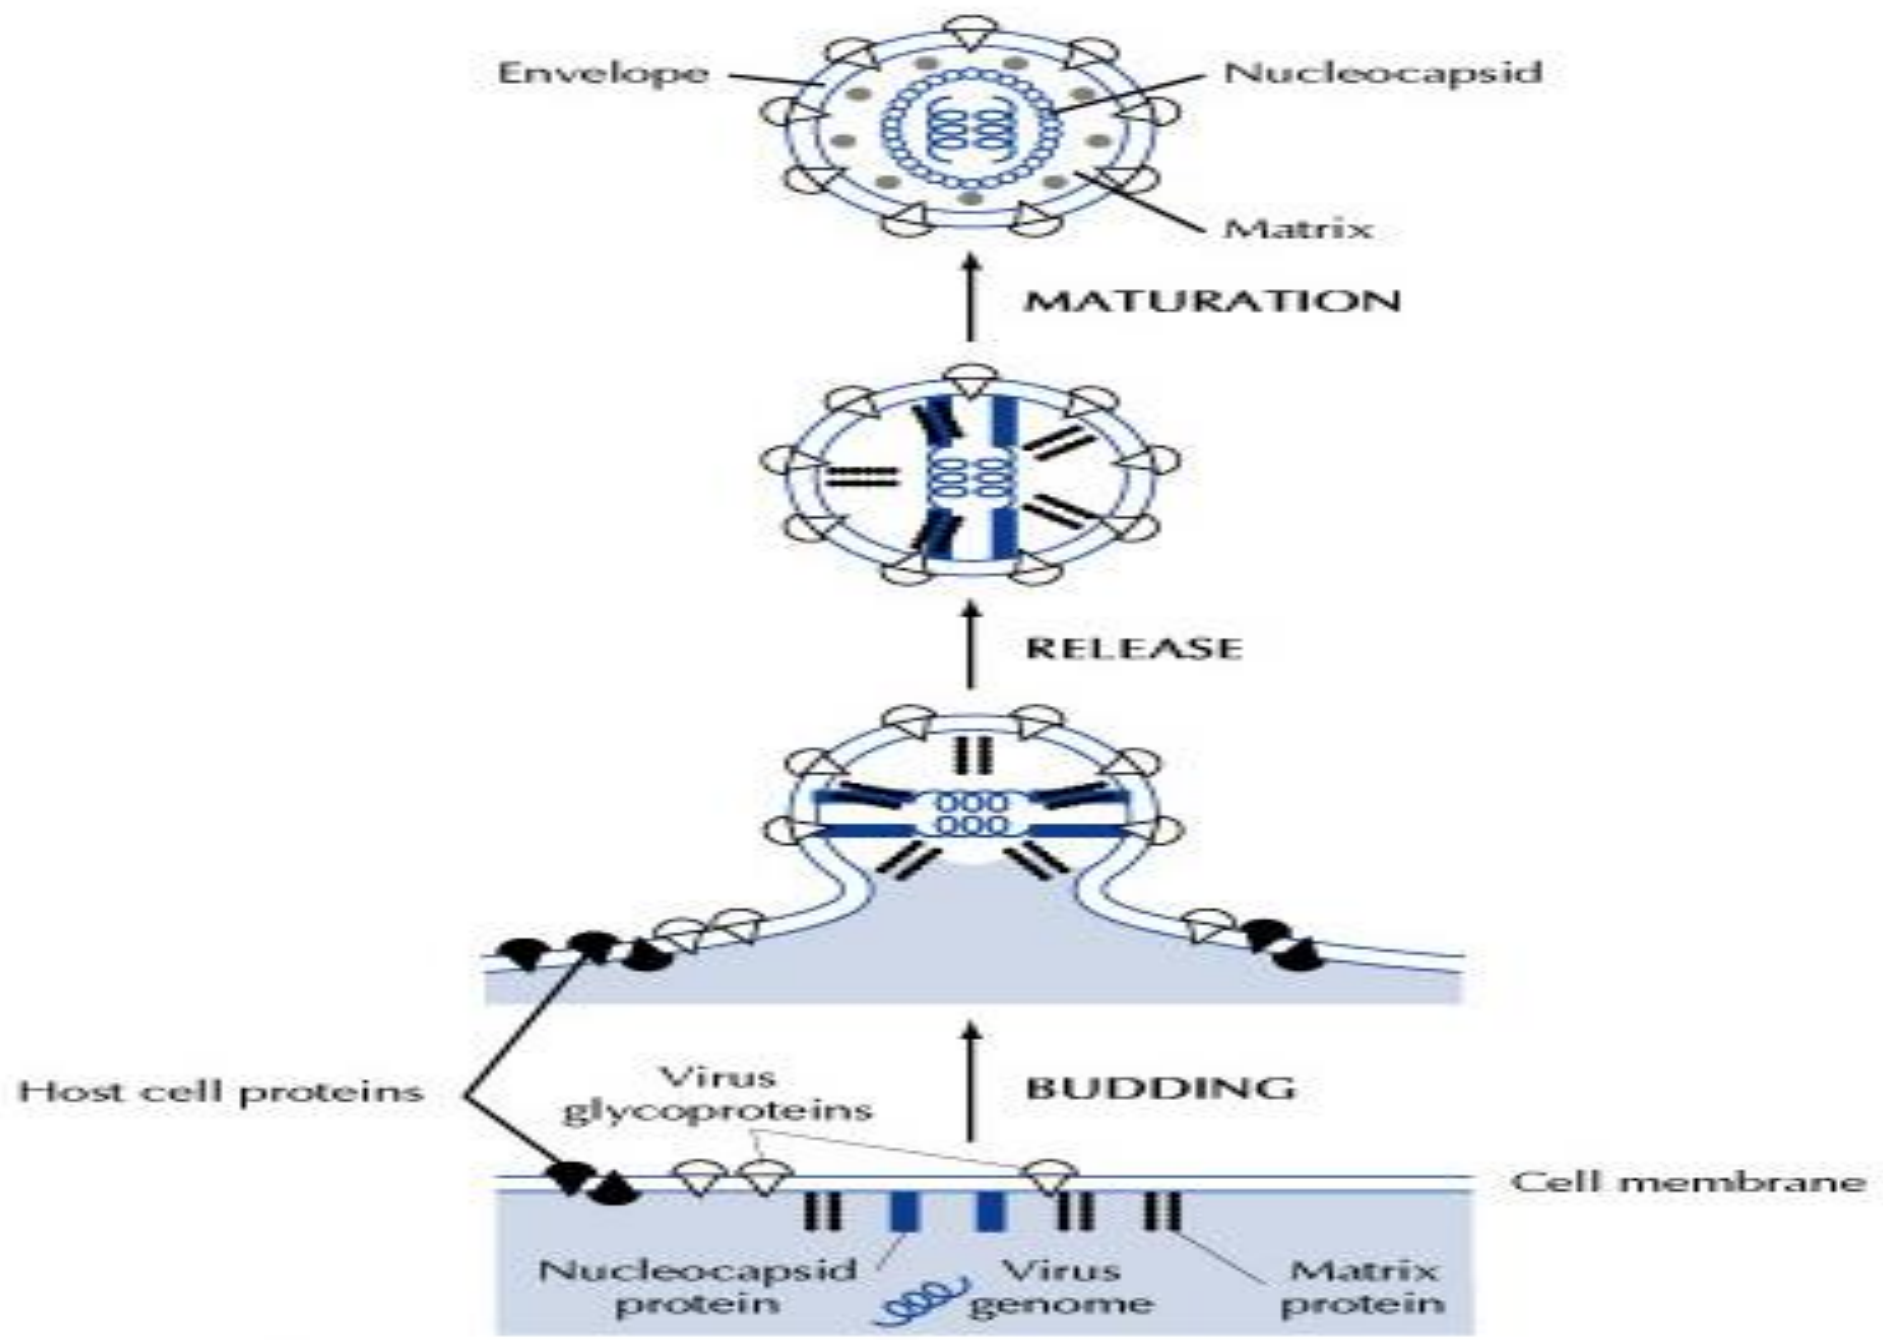 Envelope
Nucleocapsid
Matrix
MATURATION
RELEASE
Host cell proteins
Virus
glycoproteins
BUDDING
Cell membrane
Nucleocapsid
protein
Virus
genome
Matrix
protein